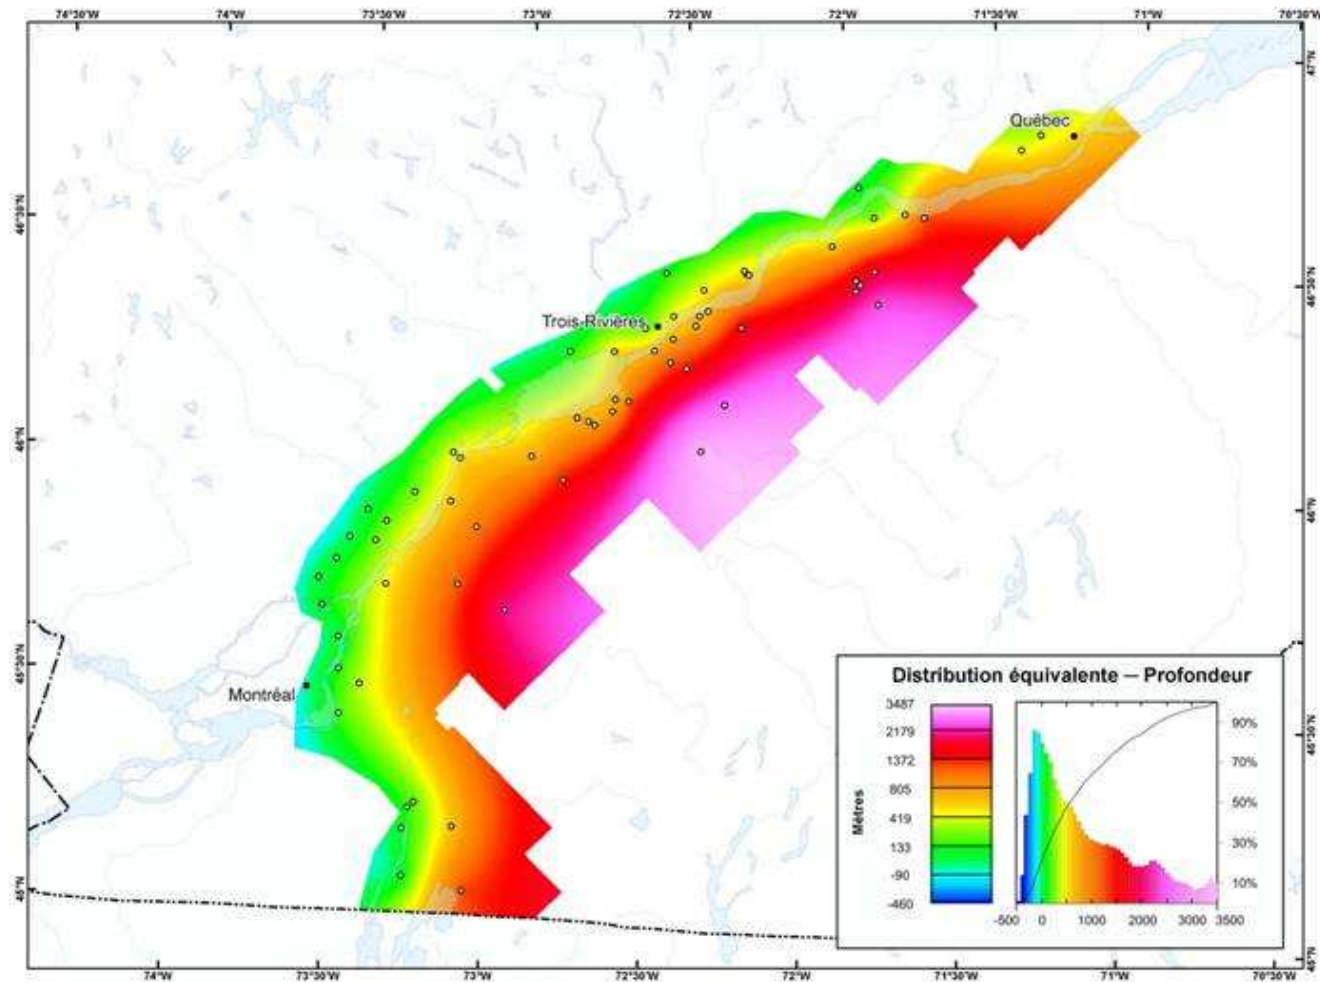 74°30'W 74°W 73°30'W 73°W 72°30'W 72°W 71°30'W 71°W 70°30'W
47°N
Québec
46°30'N
46°30'N
Trois-Rivières
46°N
46°N
45°30'N
Montréal
45°30'N
Distribution équivalente — Profondeur
3487
2179
1372
805
419
133
-90
-460
Mètres
90%
70%
50%
30%
10%
-500 0 1000 2000 3000 3500
45°N
45°N
74°W 73°30'W 73°W 72°30'W 72°W 71°30'W 71°W 70°30'W